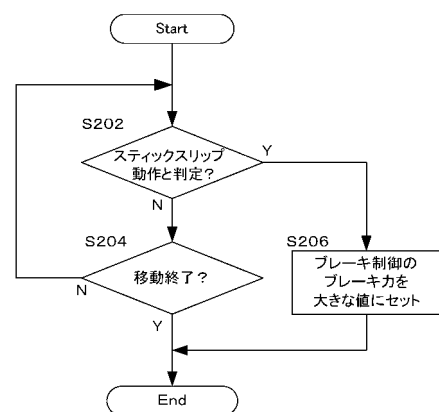 Start
S202
スティックスリップ
動作と判定?
Y
N
S204
移動終了?
N
Y
S206
ブレーキ制御の
ブレーキ力を
大きな値にセット
End